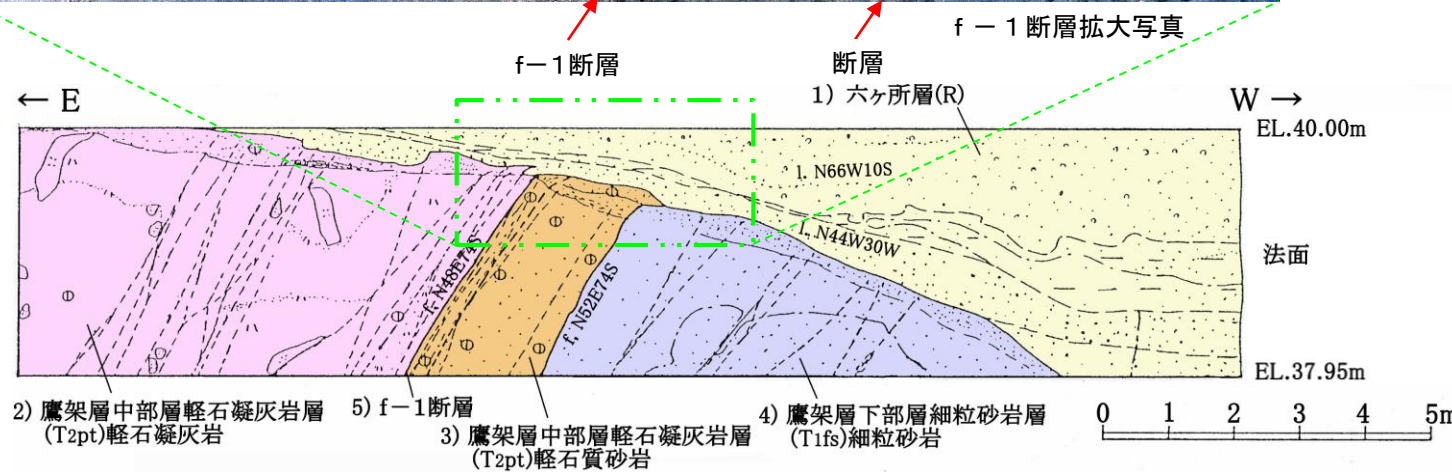 f－1断層拡大写真
f－1断層
断層
← E
1) 六ヶ所層(R)
W →
EL.40.00m
l. N66W10S
l. N44W30W
法面
f. N48E74S
f. N52E74S
EL.37.95m
2) 鷹架層中部層軽石凝灰岩層
(T2pt)軽石凝灰岩
5) f－1断層
3) 鷹架層中部層軽石凝灰岩層
(T2pt)軽石質砂岩
4) 鷹架層下部層細粒砂岩層
(T1fs)細粒砂岩
0 1 2 3 4 5m